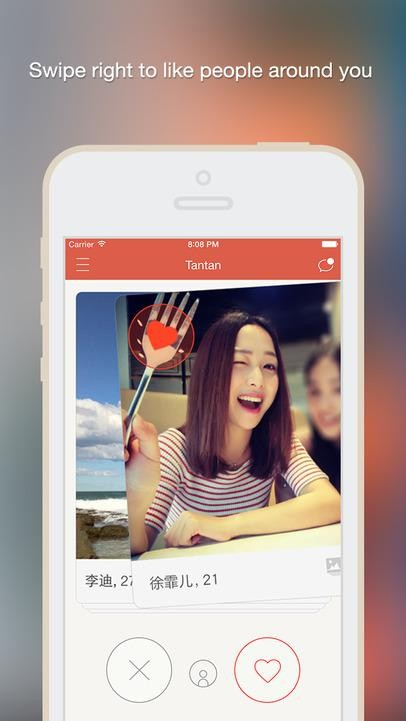 Swipe right to like people around you
Carrier 8:08 PM
Tantan
李迪, 27
徐霏儿, 21